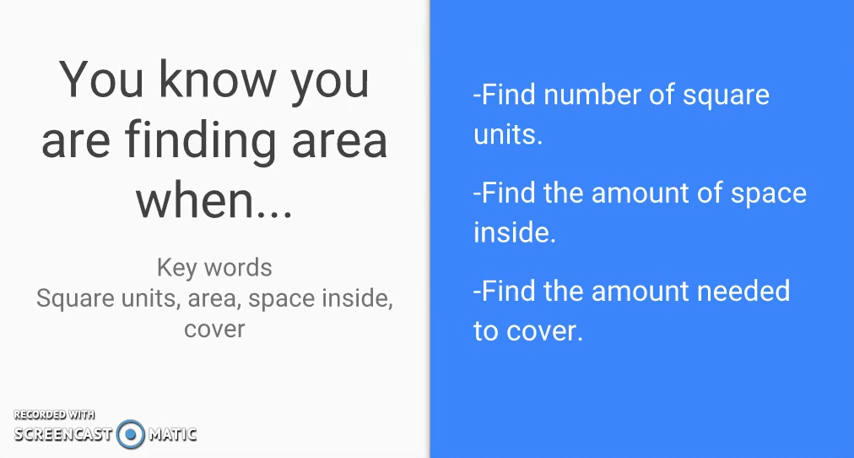 You know you
are finding area
when...
Key words
Square units, area, space inside,
cover
-Find number of square
units.
-Find the amount of space
inside.
-Find the amount needed
to cover.
RECORDED WITH
SCREENCAST MATIC